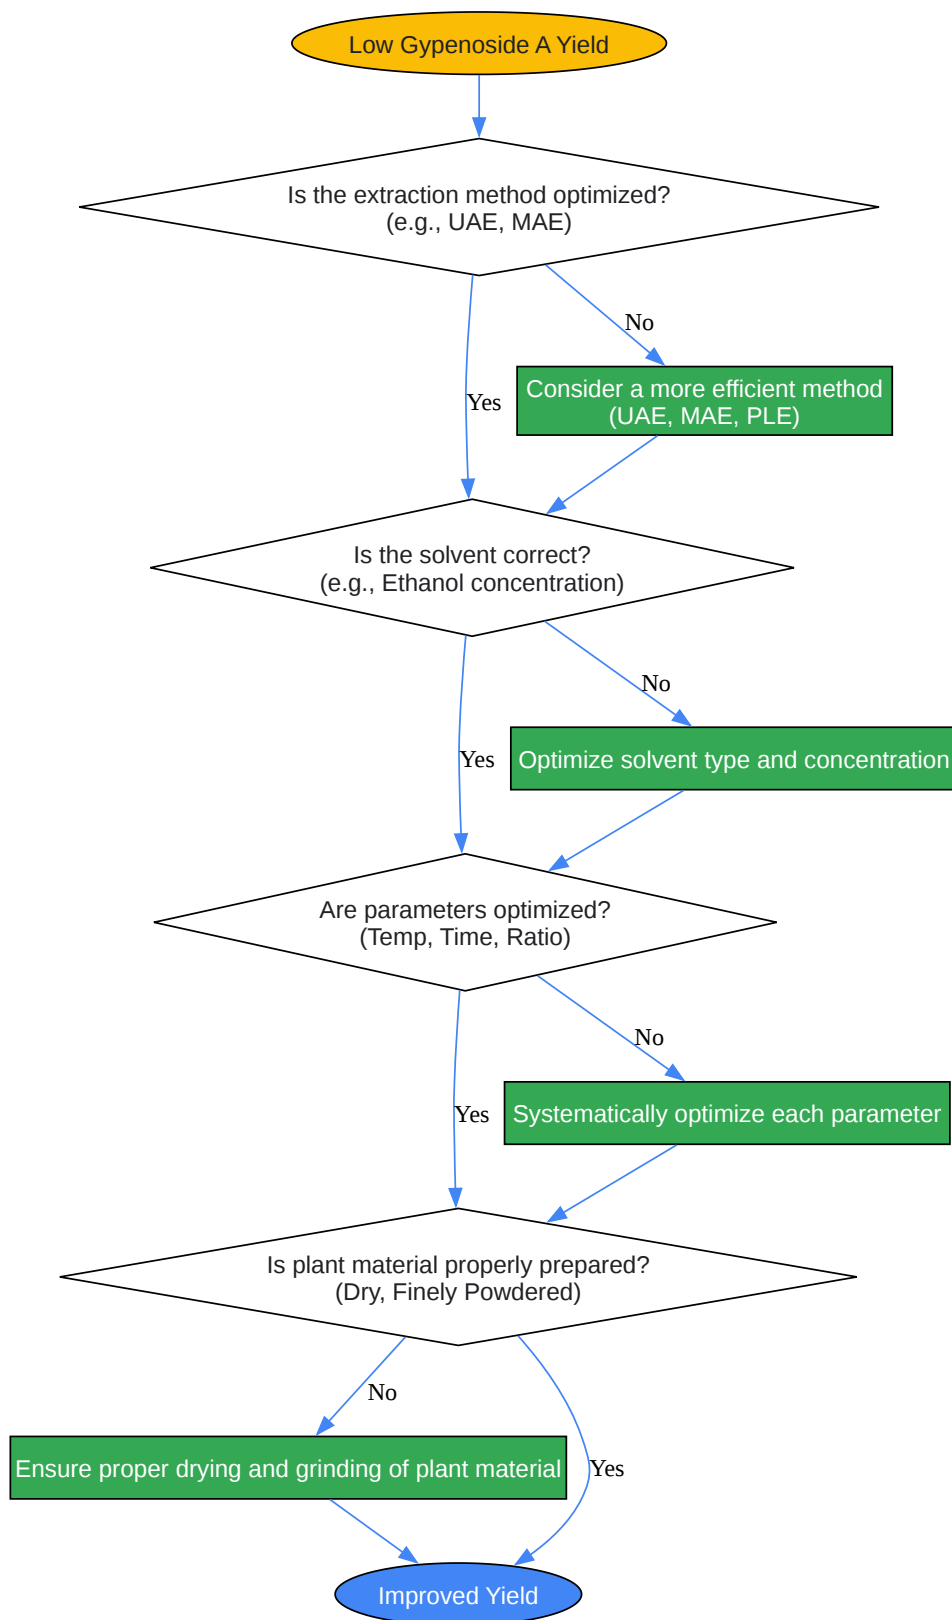 Low Gypenoside A Yield
Is the extraction method optimized?
(e.g., UAE, MAE)
No
Consider a more efficient method
(UAE, MAE, PLE)
Yes
Is the solvent correct?
(e.g., Ethanol concentration)
No
Yes
Optimize solvent type and concentration
Are parameters optimized?
(Temp, Time, Ratio)
No
Yes
Systematically optimize each parameter
Is plant material properly prepared?
(Dry, Finely Powdered)
No
Ensure proper drying and grinding of plant material
Yes
Improved Yield